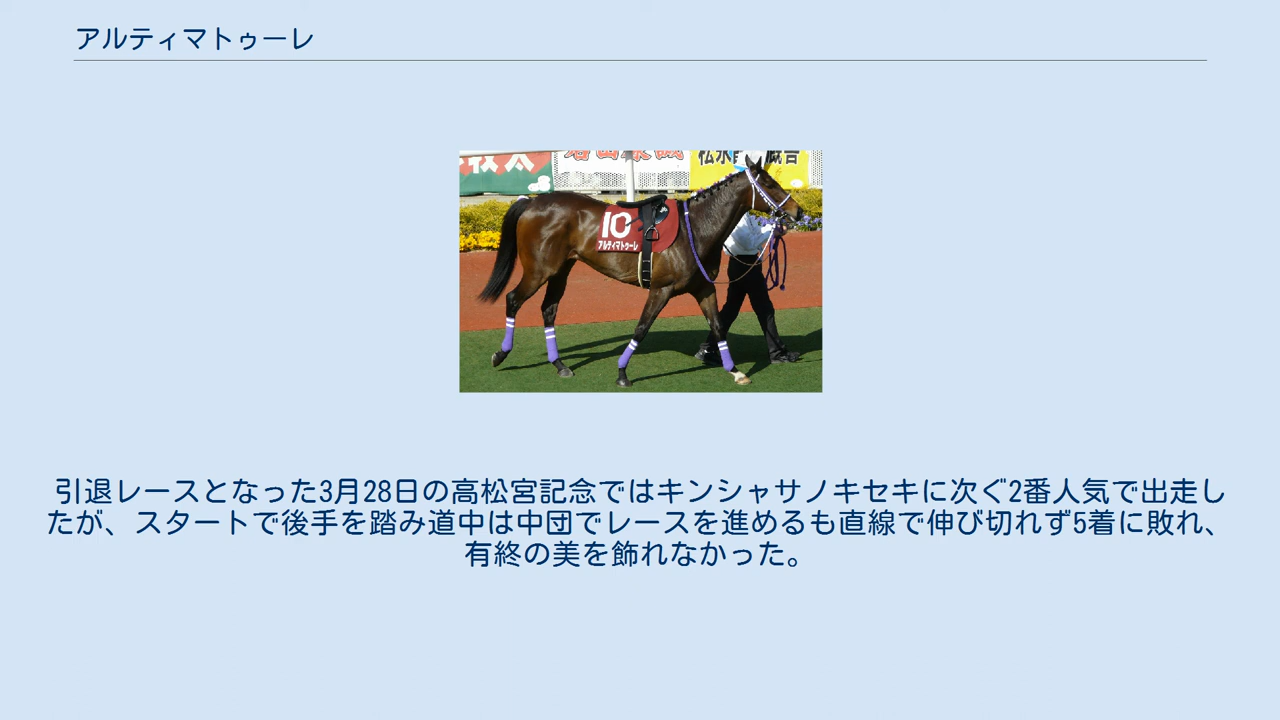 アルティマトゥーレ
10
アルティマトゥーレ
引退レースとなった3月28日の高松宮記念ではキンシャサノキセキに次ぐ2番人気で出走し
たが、スタートで後手を踏み道中は中団でレースを進めるも直線で伸び切れず5着に敗れ、
有終の美を飾れなかった。